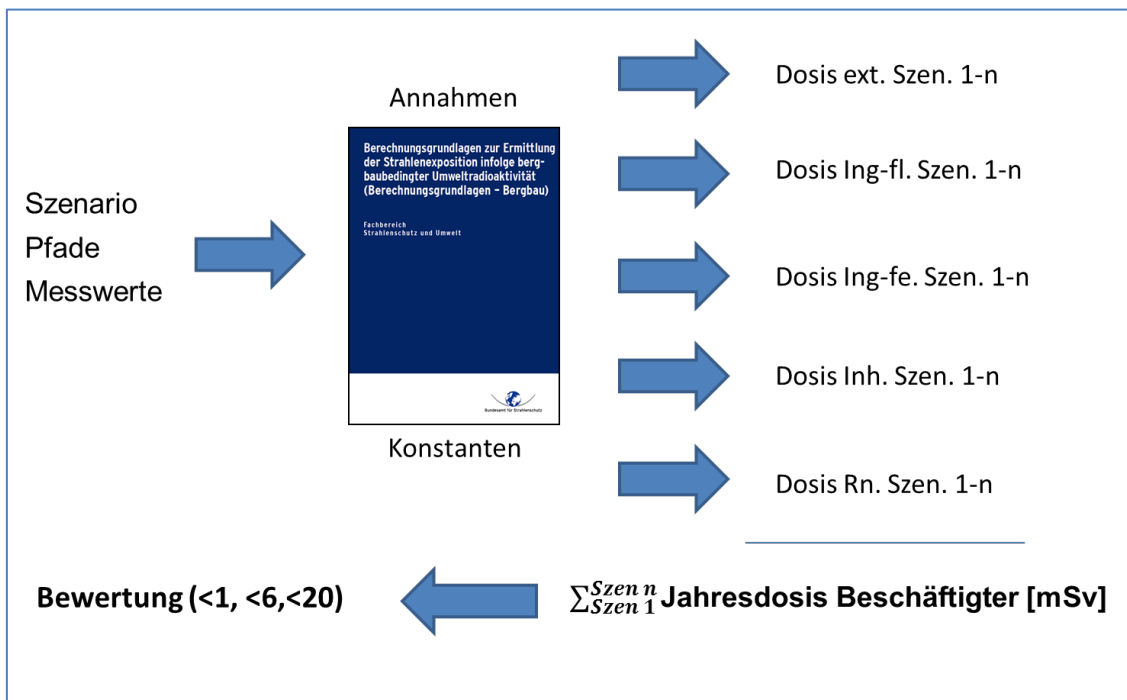 Szenario
Pfade
Messwerte
Annahmen
Berechnungsgrundlagen zur Ermittlung
der Strahlenexposition infolge berg-
baubedingter Umweltradioaktivität
(Berechnungsgrundlagen – Bergbau)
Fachbereich
Strahlenschutz und Umwelt
Bundesamt für Strahlenschutz
Konstanten
Dosis ext. Szen. 1-n
Dosis Ing-fl. Szen. 1-n
Dosis Ing-fe. Szen. 1-n
Dosis Inh. Szen. 1-n
Dosis Rn. Szen. 1-n
∑ Szen n Szen 1 Jahresdosis Beschäftigter [mSv]
Bewertung (<1, <6,<20)